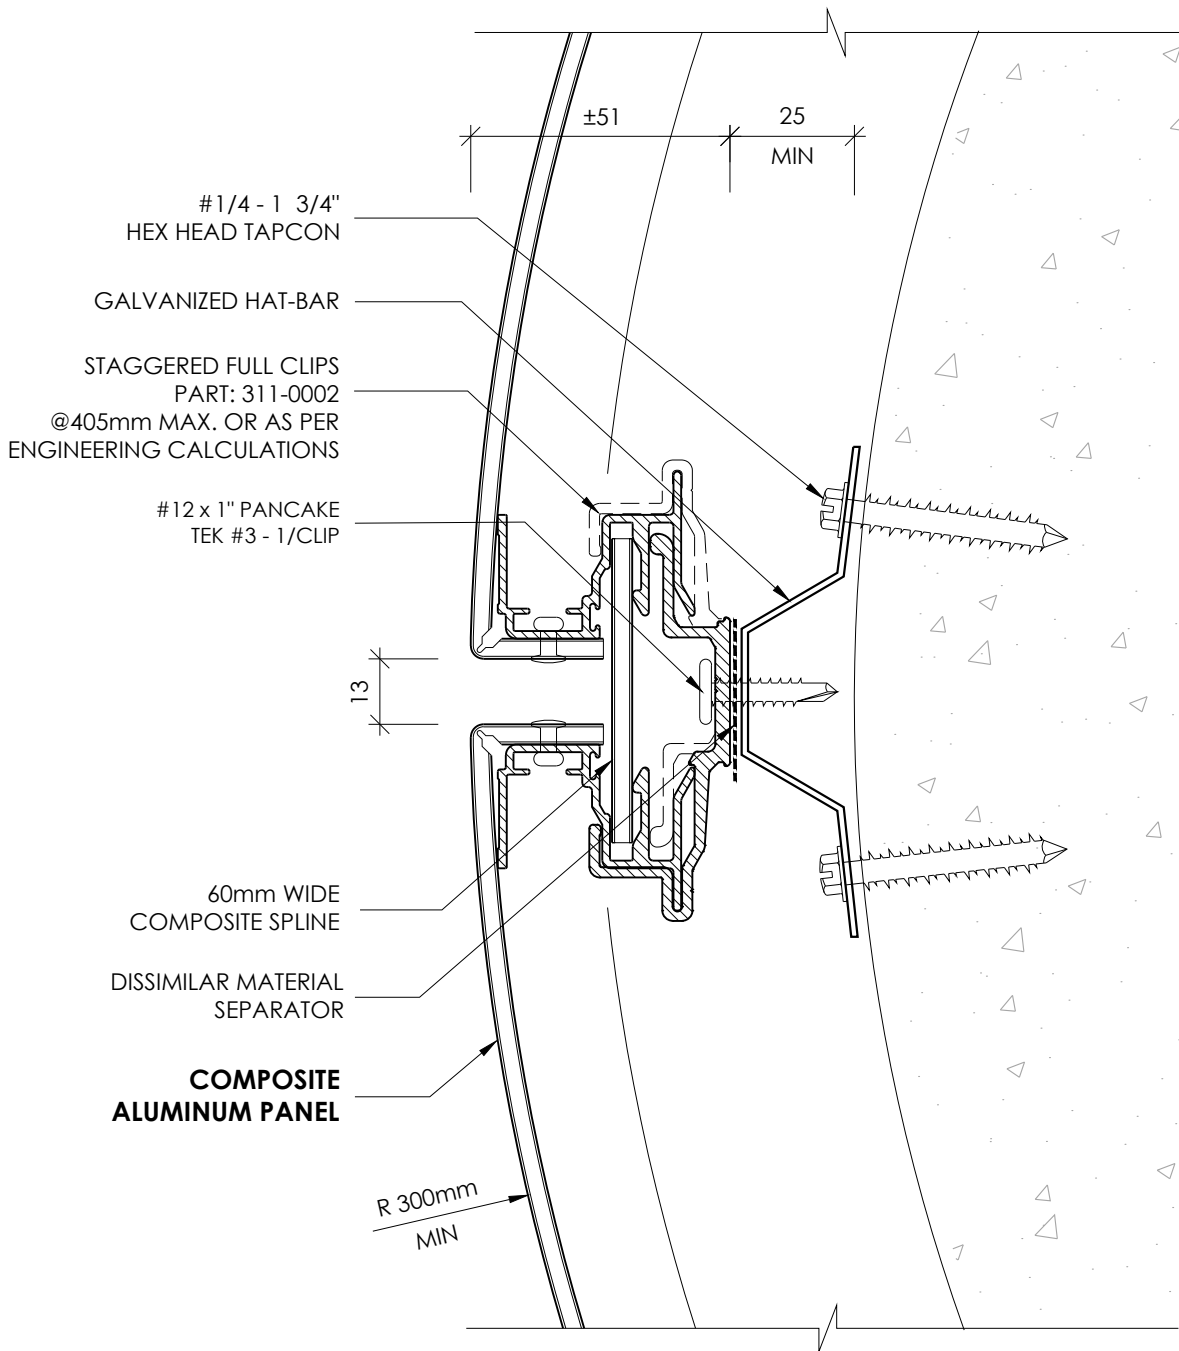 ±51
25
MIN
#1/4 - 1 3/4"
HEX HEAD TAPCON
GALVANIZED HAT-BAR
STAGGERED FULL CLIPS
PART: 311-0002
@405mm MAX. OR AS PER
ENGINEERING CALCULATIONS
#12 x 1" PANCAKE
TEK #3 - 1/CLIP
13
60mm WIDE
COMPOSITE SPLINE
DISSIMILAR MATERIAL
SEPARATOR
COMPOSITE
ALUMINUM PANEL
R 300mm
MIN